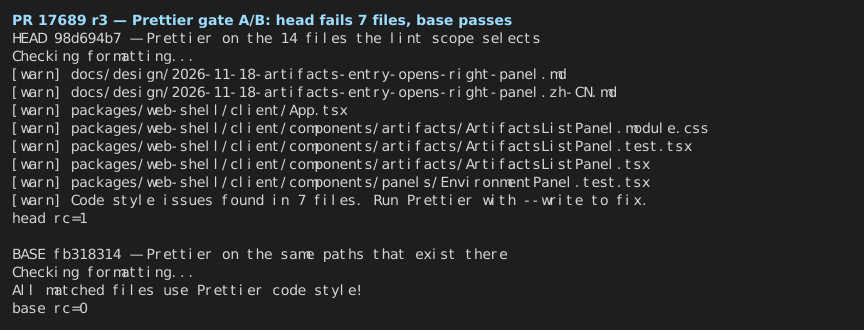 PR 17689 r3 — Prettier gate A/B: head fails 7 files, base passes
HEAD 98d694b7 — Prettier on the 14 files the lint scope selects
Checking formatting...
[warn] docs/design/2026-11-18-artifacts-entry-opens-right-panel.md
[warn] docs/design/2026-11-18-artifacts-entry-opens-right-panel.zh-CN.md
[warn] packages/web-shell/client/App.tsx
[warn] packages/web-shell/client/components/artifacts/ArtifactsListPanel.module.css
[warn] packages/web-shell/client/components/artifacts/ArtifactsListPanel.test.tsx
[warn] packages/web-shell/client/components/artifacts/ArtifactsListPanel.tsx
[warn] packages/web-shell/client/components/panels/EnvironmentPanel.test.tsx
[warn] Code style issues found in 7 files. Run Prettier with --write to fix.
head rc=1
BASE fb318314 — Prettier on the same paths that exist there
Checking formatting...
All matched files use Prettier code style!
base rc=0